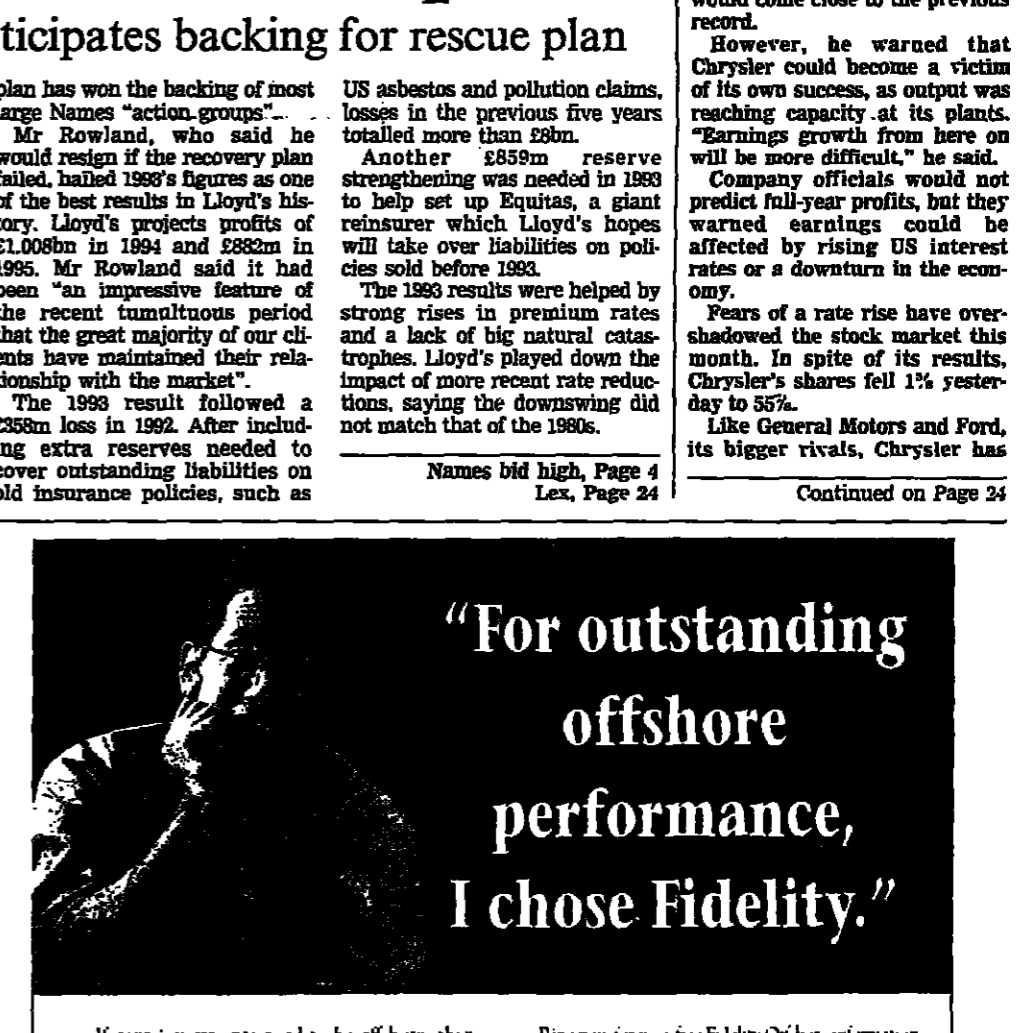 ticipates backing for rescue plan
plan has won the backing of most
large Names "action groups".
Mr Rowland, who said he
would resign if the recovery plan
failed, hailed 1993's figures as one
of the best results in Lloyd's his-
tory. Lloyd's projects profits of
£1.008bn in 1994 and £882m in
1995. Mr Rowland said it had
been "an impressive feature of
the recent tumultuous period
that the great majority of our cli-
ents have maintained their rela-
tionship with the market".
The 1993 result followed a
£358m loss in 1992. After includ-
ing extra reserves needed to
cover outstanding liabilities on
old insurance policies, such as
US asbestos and pollution claims,
losses in the previous five years
totalled more than £8bn.
Another £859m reserve
strengthening was needed in 1993
to help set up Equitas, a giant
reinsurer which Lloyd's hopes
will take over liabilities on poli-
cies sold before 1993.
The 1993 results were helped by
strong rises in premium rates
and a lack of big natural catas-
trophes. Lloyd's played down the
impact of more recent rate reduc-
tions, saying the downswing did
not match that of the 1980s.
Names bid high, Page 4
Lex, Page 24
would come close to the previous
record.
However, he warned that
Chrysler could become a victim
of its own success, as output was
reaching capacity at its plants.
"Earnings growth from here on
will be more difficult," he said.
Company officials would not
predict full-year profits, but they
warned earnings could be
affected by rising US interest
rates or a downturn in the econ-
omy.
Fears of a rate rise have over-
shadowed the stock market this
month. In spite of its results,
Chrysler's shares fell yester-
day to
Like General Motors and Ford,
its bigger rivals, Chrysler has
Continued on Page 24
"For outstanding
offshore
performance,
I chose Fidelity."